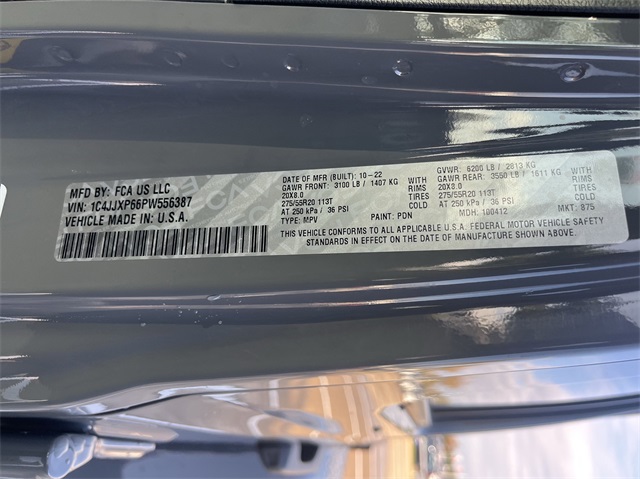 MFD BY: FCA US LLC
VIN: 1C4JJXP66PW556387
VEHICLE MADE IN U.S.A.
DATE OF MFR (BUILT): 10-22 GVWR: 6200 LB / 2813 KG
GAWR FRONT: 3100 LB / 1407 KG WITH GAWR REAR: 3550 LB / 1611 KG WITH
20X8.0 RIMS 20X8.0 RIMS
275/55R20 113T TIRES 275/55R20 113T TIRES
AT 250 kPa / 36 PSI AT 250 kPa / 36 PSI
TYPE: MPV PAINT: PDN MDH: 100412 MKT: 875
THIS VEHICLE CONFORMS TO ALL APPLICABLE U.S.A. FEDERAL MOTOR VEHICLE SAFETY
STANDARDS IN EFFECT ON THE DATE OF MANUFACTURE SHOWN ABOVE.